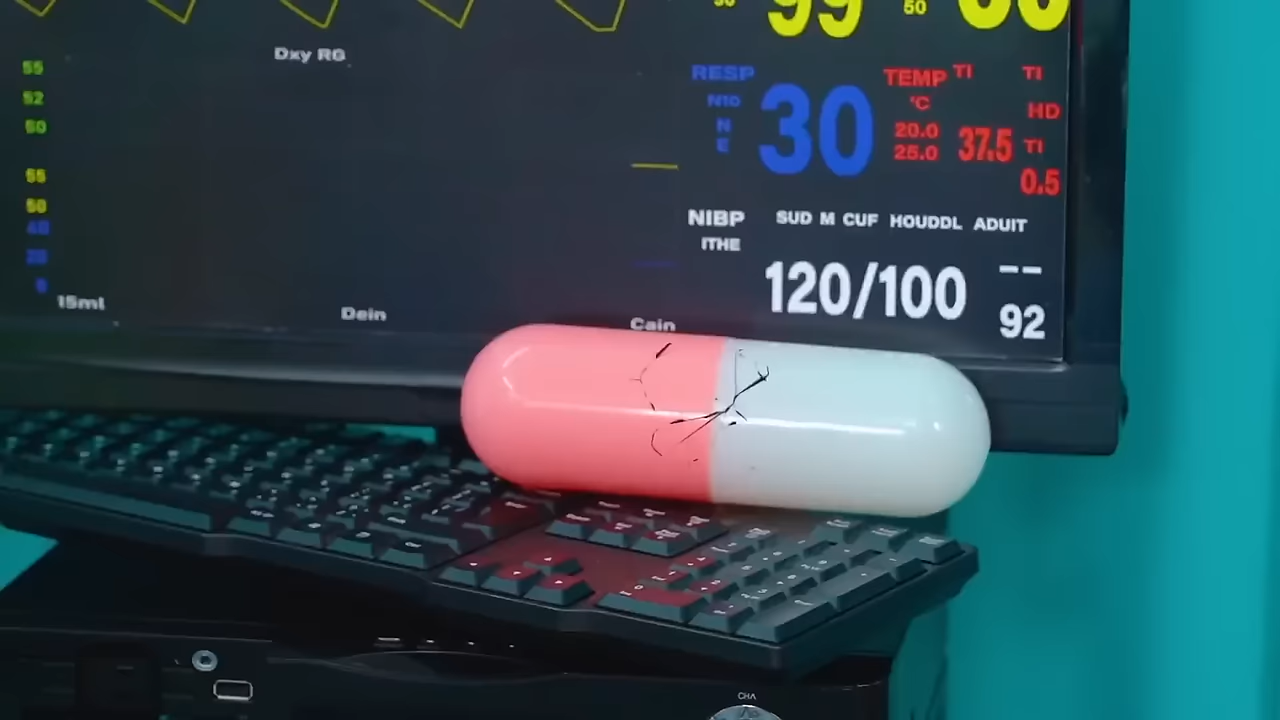 99
50
Dxy RG
55
52
50
55
50
15ml
Dein
Cain
RESP
N10
N
E
30
TEMP TI TI
°C
HD
20.0
25.0
37.5
TI
0.5
NIBP
ITHE
SUD M CUF HOUDDL ADUIT
120/100
--
92
CHA